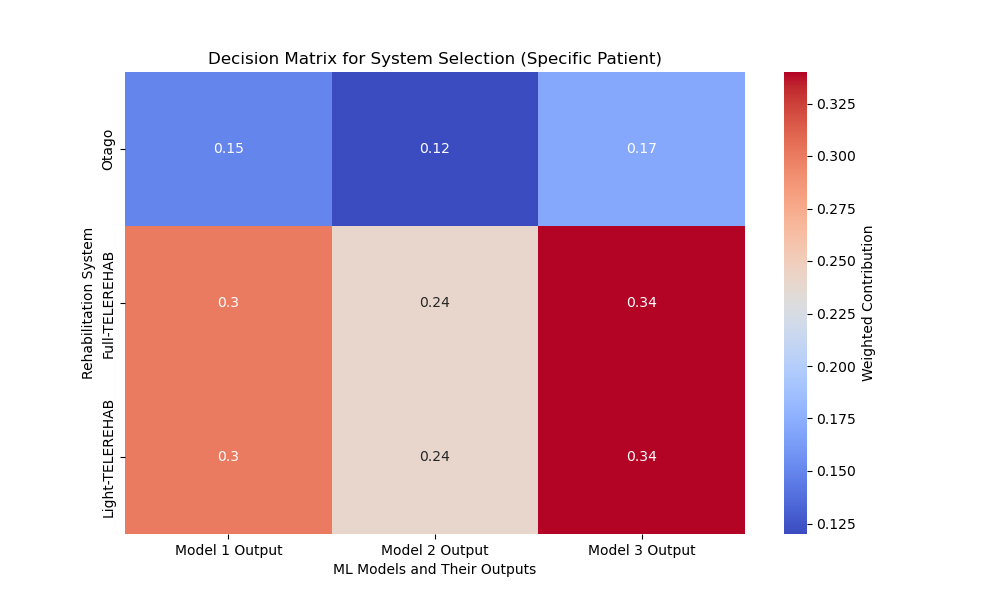 Decision Matrix for System Selection (Specific Patient)
Rehabilitation System
Otago
0.15 0.12 0.17
Full-TELEREHAB
0.3 0.24 0.34
Light-TELEREHAB
0.3 0.24 0.34
Model 1 Output Model 2 Output Model 3 Output
ML Models and Their Outputs
0.325
0.300
0.275
0.250
0.225
0.200
0.175
0.150
0.125
Weighted Contribution